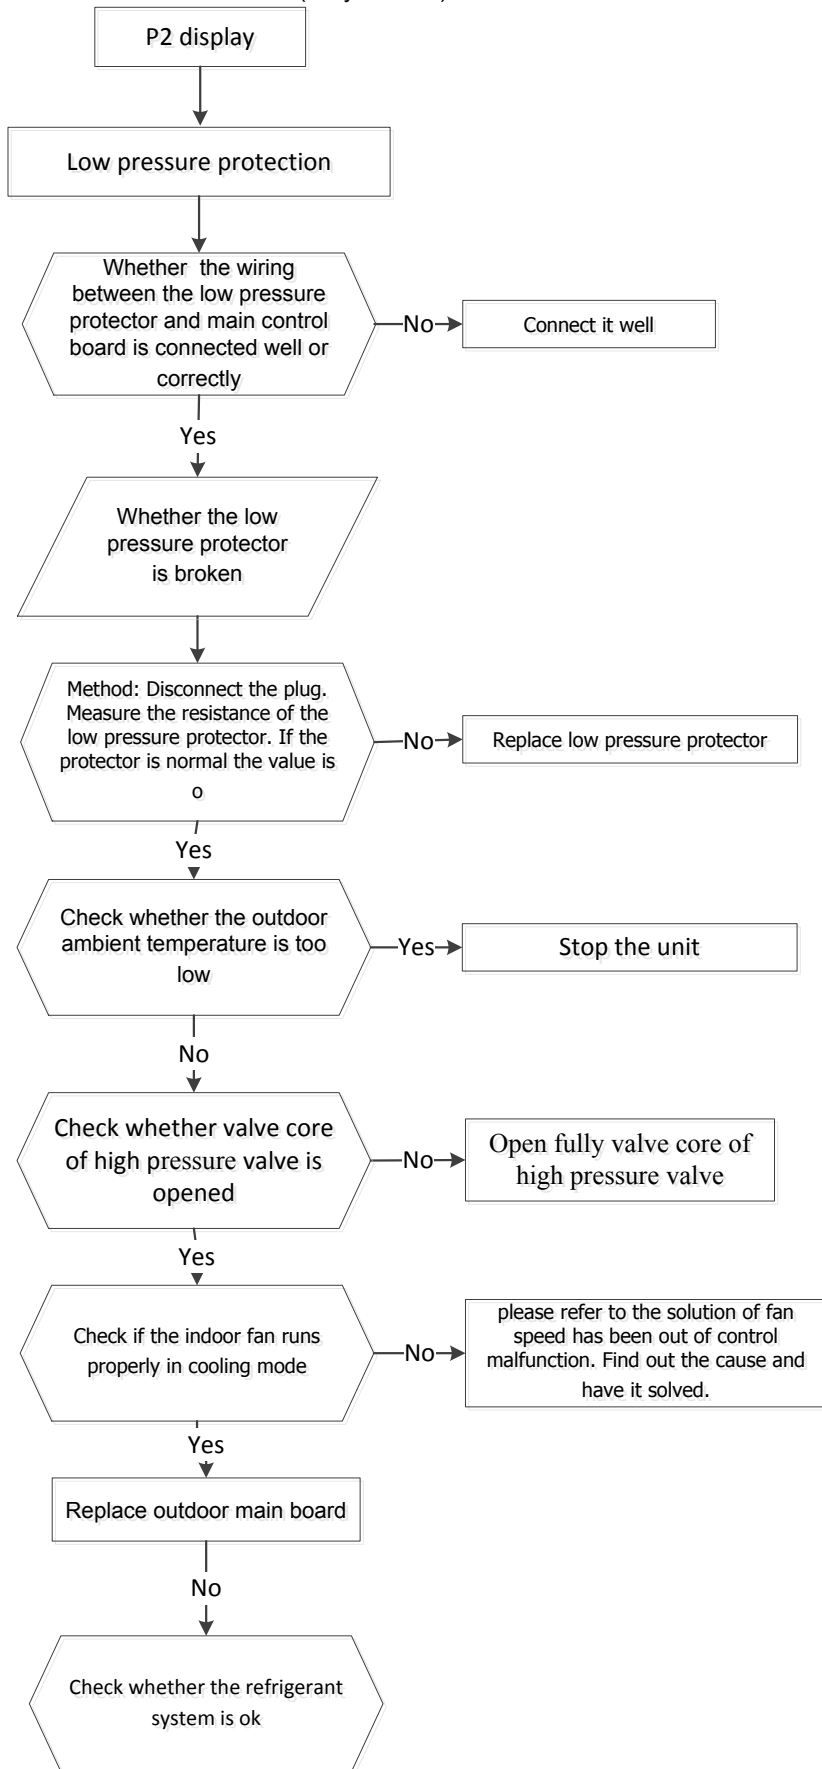 P2 display
Low pressure protection
Whether the wiring
between the low pressure
protector and main control
board is connected well or
correctly
No
Connect it well
Yes
Whether the low
pressure protector
is broken
Method: Disconnect the plug.
Measure the resistance of the
low pressure protector. If the
protector is normal the value is
o
No
Replace low pressure protector
Yes
Check whether the outdoor
ambient temperature is too
low
Yes
Stop the unit
No
Check whether valve core
of high pressure valve is
opened
No
Open fully valve core of
high pressure valve
Yes
Check if the indoor fan runs
properly in cooling mode
No
please refer to the solution of fan
speed has been out of control
malfunction. Find out the cause and
have it solved.
Yes
Replace outdoor main board
No
Check whether the refrigerant
system is ok